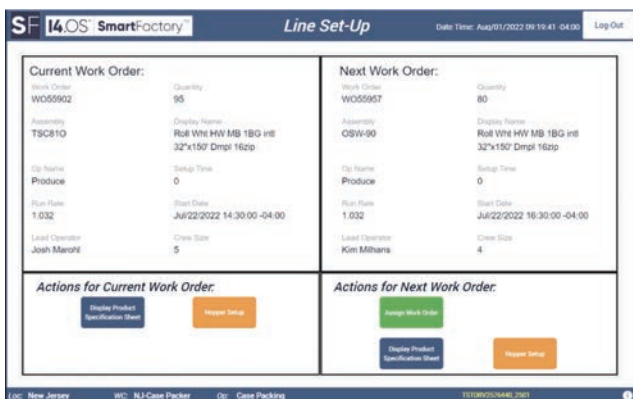 SF I4.OS™ SmartFactory™
Line Set-Up
Date Time: Aug/01/2022 09:19:41 -04:00
Log-Out
Current Work Order:
Work Order Quantity
WO55902 95
Assembly Display Name
TSC81O Roll Wht HW MB 1BG intl
32"x150' Dmpl 16zip
Op Name Setup Time
Produce 0
Run Rate Start Date
1.032 Jul/22/2022 14:30:00 -04:00
Lead Operator Crew Size
Josh Marohl 5
Next Work Order:
Work Order Quantity
WO55957 80
Assembly Display Name
OSW-90 Roll Wht HW MB 1BG intl
32"x150' Dmpl 16zip
Op Name Setup Time
Produce 0
Run Rate Start Date
1.032 Jul/22/2022 16:30:00 -04:00
Lead Operator Crew Size
Kim Milhans 4
Actions for Current Work Order:
Display Product
Specification Sheet
Hopper Setup
Actions for Next Work Order:
Assign Work Order
Display Product
Specification Sheet
Hopper Setup
Loc: New Jersey WC: NJ-Case Packer Op: Case Packing